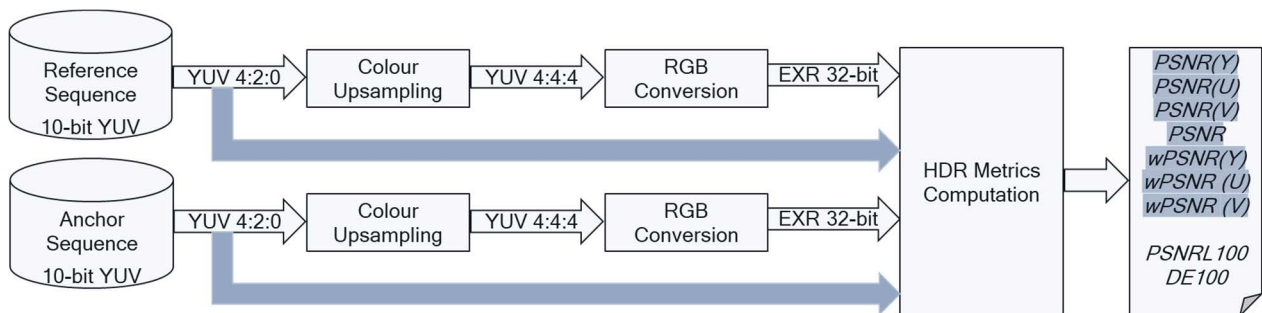 Reference
Sequence
10-bit YUV
YUV 4:2:0
Colour
Upsampling
YUV 4:4:4
RGB
Conversion
EXR 32-bit
Anchor
Sequence
10-bit YUV
YUV 4:2:0
Colour
Upsampling
YUV 4:4:4
RGB
Conversion
EXR 32-bit
HDR Metrics
Computation
PSNR(Y)
PSNR(U)
PSNR(V)
PSNR
wPSNR(Y)
wPSNR (U)
wPSNR (V)
PSNRL100
DE100